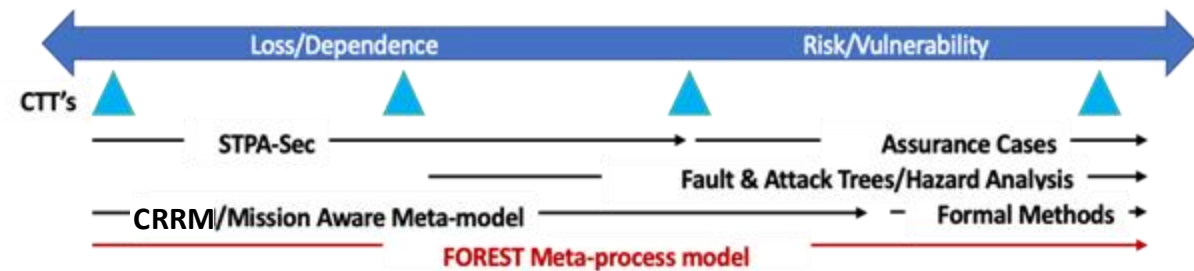 Loss/Dependence Risk/Vulnerability
CTT's
STPA-Sec Assurance Cases
Fault & Attack Trees/Hazard Analysis
CRRM/Mission Aware Meta-model Formal Methods
FOREST Meta-process model